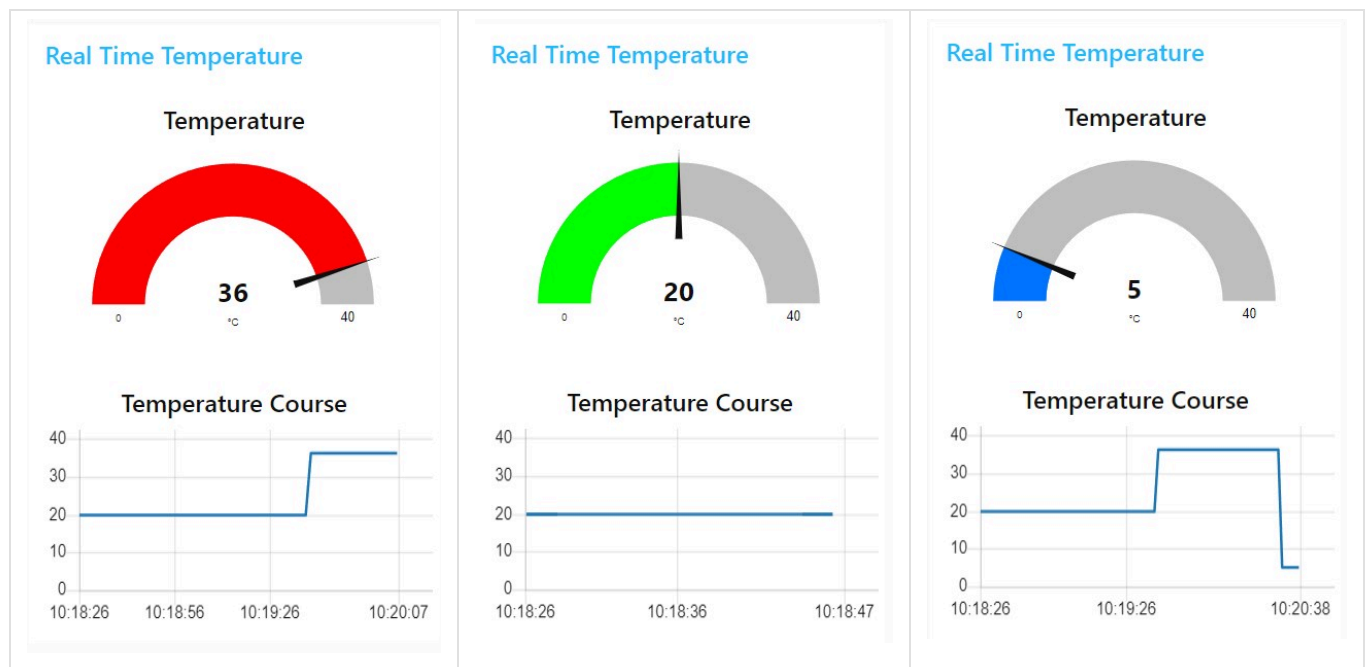 Real Time Temperature
Temperature
36
0 °C 40
Temperature Course
40
30
20
10
0
10:18:26 10:18:56 10:19:26 10:20:07
Real Time Temperature
Temperature
20
0 °C 40
Temperature Course
40
30
20
10
0
10:18:26 10:18:36 10:18:47
Real Time Temperature
Temperature
5
0 °C 40
Temperature Course
40
30
20
10
0
10:18:26 10:19:26 10:20:38